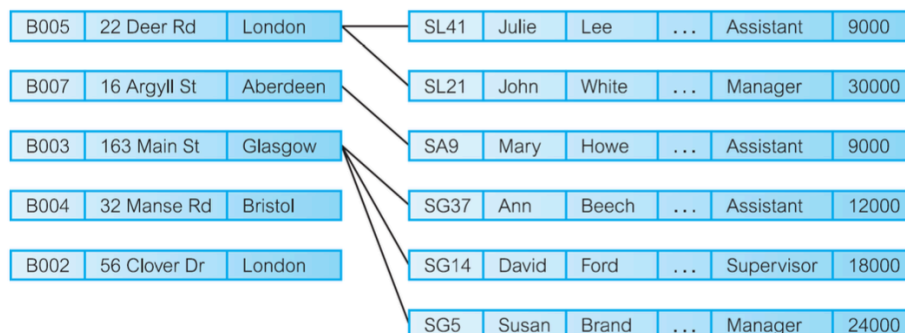 B005 22 Deer Rd London SL41 Julie Lee ... Assistant 9000
B007 16 Argyll St Aberdeen SL21 John White ... Manager 30000
B003 163 Main St Glasgow SA9 Mary Howe ... Assistant 9000
B004 32 Manse Rd Bristol SG37 Ann Beech ... Assistant 12000
B002 56 Clover Dr London SG14 David Ford ... Supervisor 18000
SG5 Susan Brand ... Manager 24000